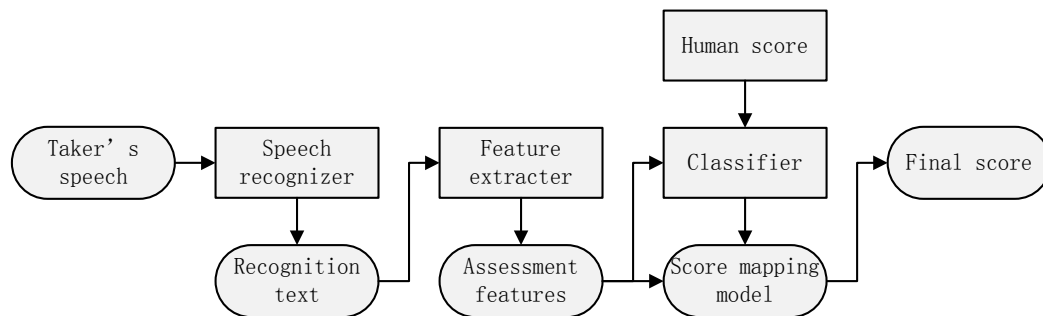 Human score
Taker’s
speech
Speech
recognizer
Feature
extracter
Classifier
Final score
Recognition
text
Assessment
features
Score mapping
model